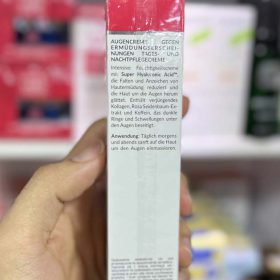 AUGENCREME GEGEN
ERMÜDUNGSERSCHEI-
NUNGEN TAGES- UND
NACHTPFLEGECREME
Intensive Feuchtigkeitscreme
mit Super Hyaluronic Acid™,
die Falten und Anzeichen von
Hautermüdung reduziert und
die Haut um die Augen herum
glättet. Enthält verjüngendes
Kollagen, Rosa Seidenbaum-Ex-
trakt und Koffein, das dunkle
Ringe und Schwellungen unter
den Augen beseitigt.
Anwendung: Täglich morgens
und abends sanft auf die Haut
um den Augen einmassieren.